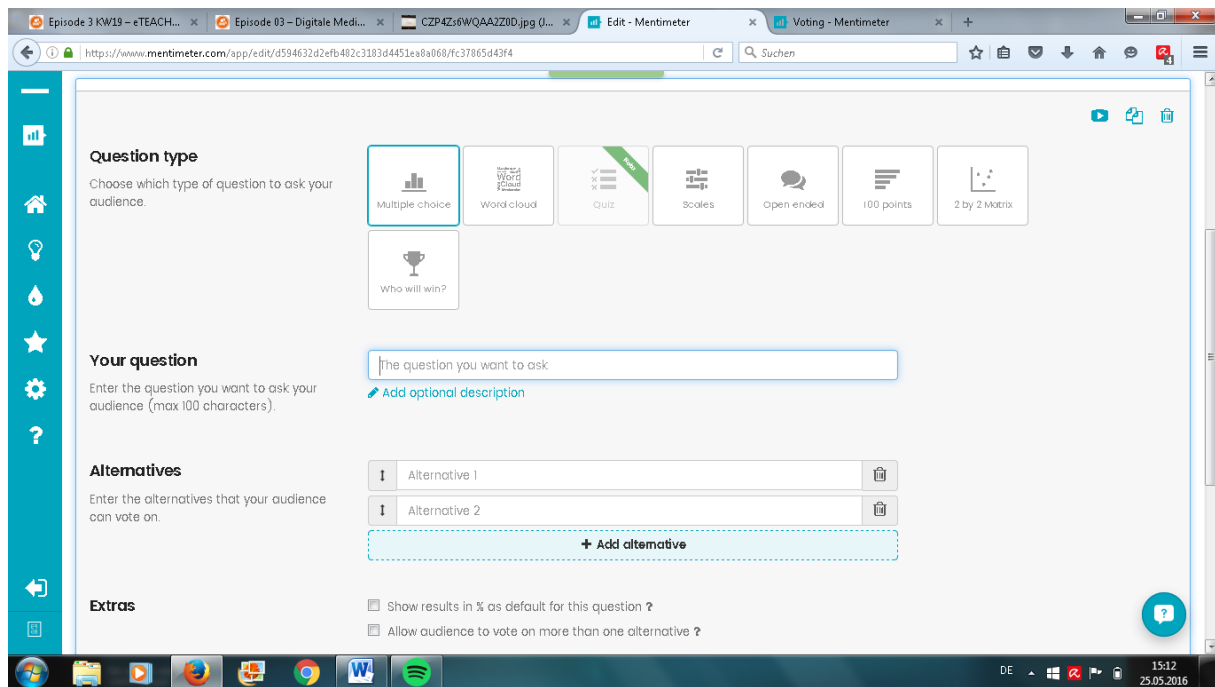 Episode 3 KW19 – eTEACH...
Episode 03 – Digitale Medi...
CZP4Zs6WQAA2Z0D.jpg (J...
Edit - Mentimeter
Voting - Mentimeter
https://www.mentimeter.com/app/edit/d594632d2efb482c3183d4451ea8a068/fc37865d43f4
Suchen
4
Question type
Choose which type of question to ask your
audience.
Multiple choice
Word
Cloud
Word cloud
Quiz
Scales
Open ended
100 points
2 by 2 Matrix
Who will win?
Your question
The question you want to ask
Enter the question you want to ask your
audience (max 100 characters).
Add optional description
Alternatives
Enter the alternatives that your audience
can vote on.
Alternative 1
Alternative 2
+ Add alternative
Extras
Show results in % as default for this question ?
Allow audience to vote on more than one alternative ?
DE
15:12
25.05.2016